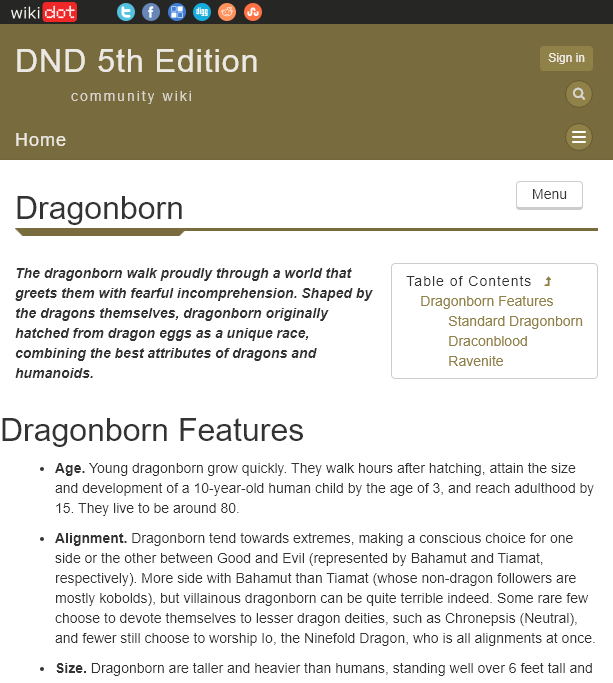 wikidot
digg
DND 5th Edition
Sign in
community wiki
Home
Menu
Dragonborn
The dragonborn walk proudly through a world that
greets them with fearful incomprehension. Shaped by
the dragons themselves, dragonborn originally
hatched from dragon eggs as a unique race,
combining the best attributes of dragons and
humanoids.
Table of Contents
Dragonborn Features
Standard Dragonborn
Draconblood
Ravenite
Dragonborn Features
• Age. Young dragonborn grow quickly. They walk hours after hatching, attain the size
and development of a 10-year-old human child by the age of 3, and reach adulthood by
15. They live to be around 80.
• Alignment. Dragonborn tend towards extremes, making a conscious choice for one
side or the other between Good and Evil (represented by Bahamut and Tiamat,
respectively). More side with Bahamut than Tiamat (whose non-dragon followers are
mostly kobolds), but villainous dragonborn can be quite terrible indeed. Some rare few
choose to devote themselves to lesser dragon deities, such as Chronepsis (Neutral),
and fewer still choose to worship Io, the Ninefold Dragon, who is all alignments at once.
• Size. Dragonborn are taller and heavier than humans, standing well over 6 feet tall and